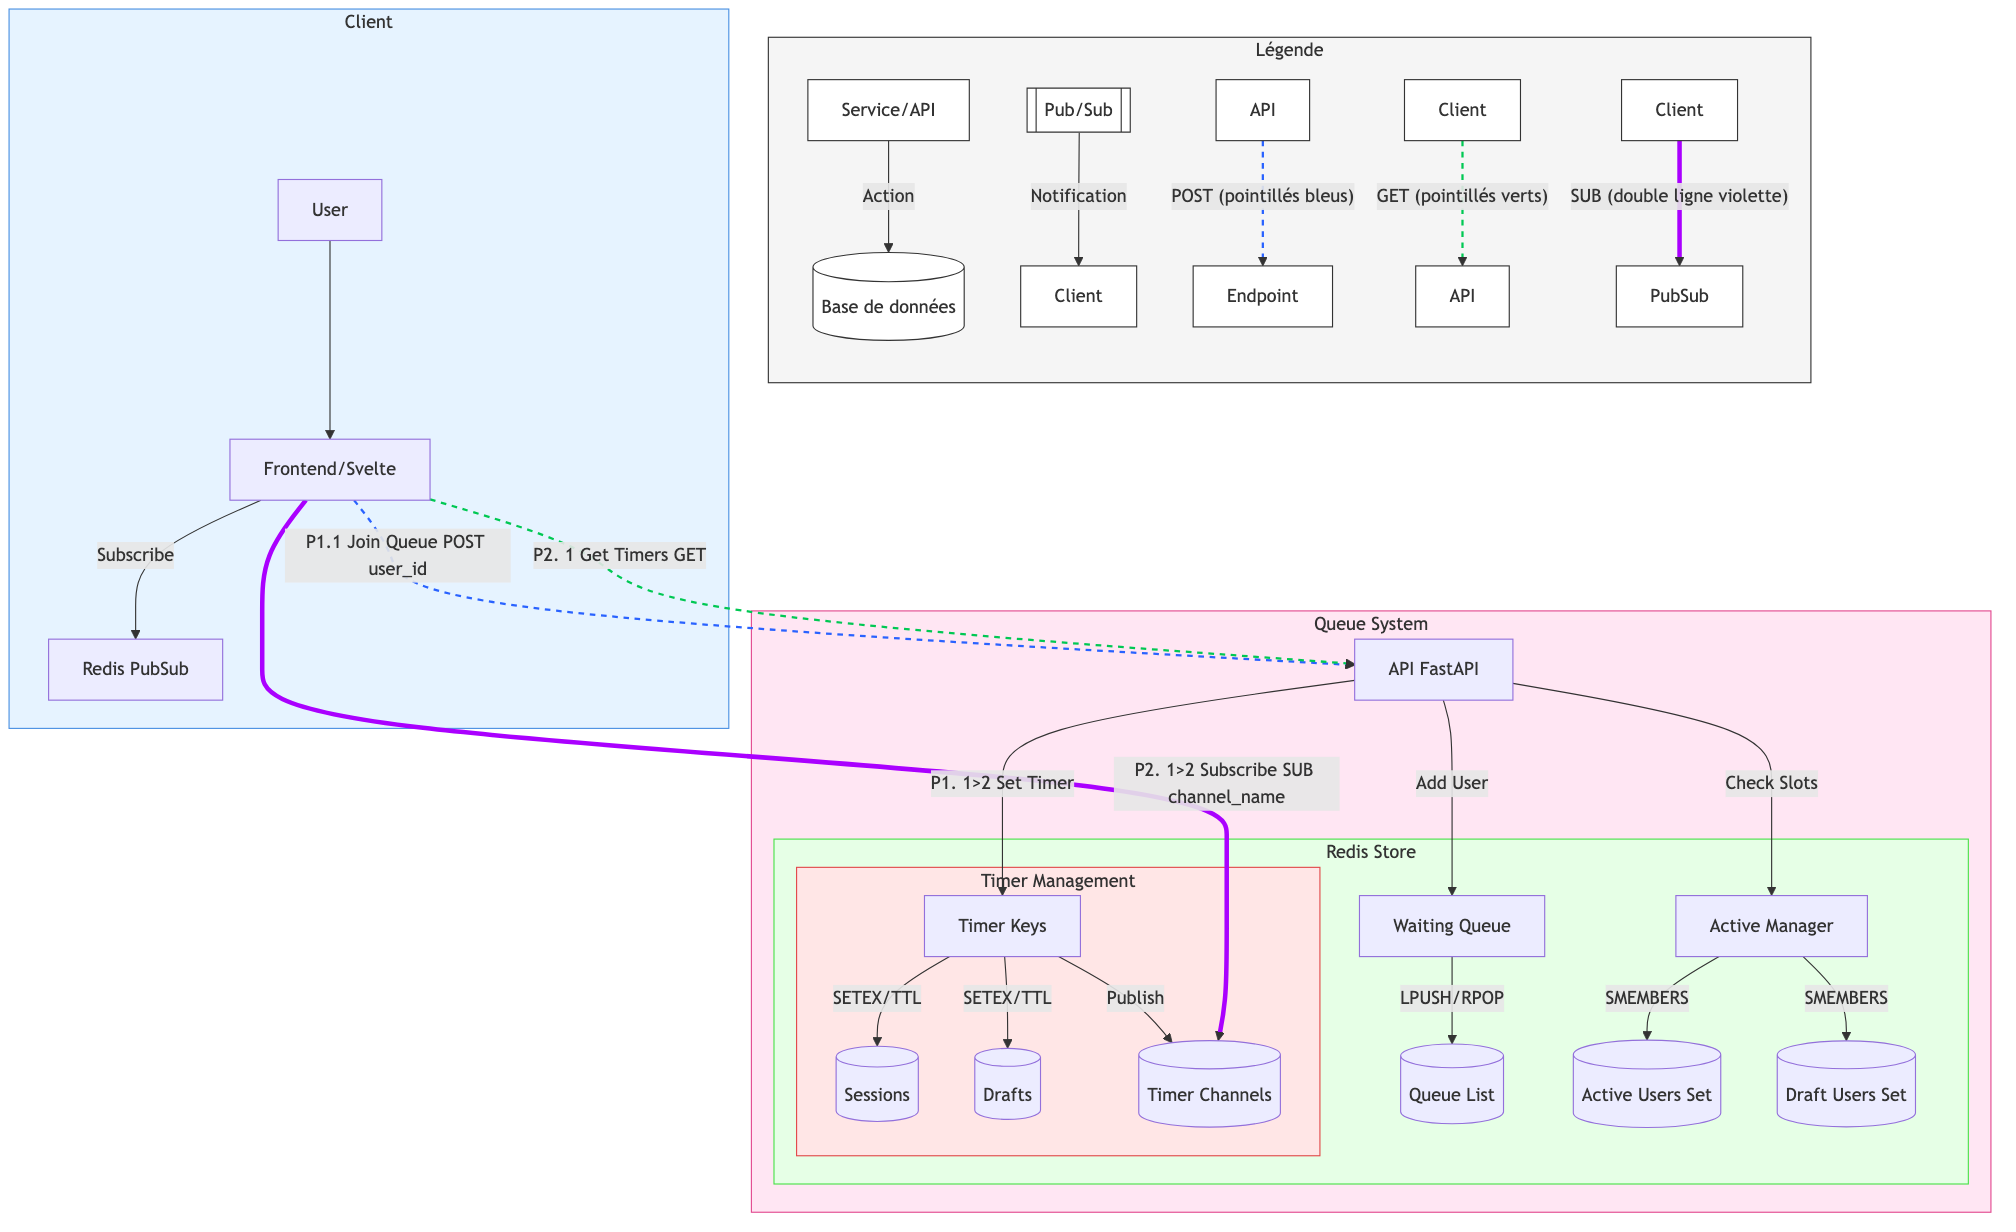 Client
User
Frontend/Svelte
Subscribe
P1.1 Join Queue POST
user_id
P2. 1 Get Timers GET
Redis PubSub
Légende
Service/API
Pub/Sub
API
Client
Client
Action
Notification
POST (pointillés bleus)
GET (pointillés verts)
SUB (double ligne violette)
Base de données
Client
Endpoint
API
PubSub
Queue System
API FastAPI
P1. 1>2 Set Timer
P2. 1>2 Subscribe SUB
channel_name
Add User
Check Slots
Redis Store
Timer Management
Timer Keys
Waiting Queue
Active Manager
SETEX/TTL
SETEX/TTL
Publish
LPUSH/RPOP
SMEMBERS
SMEMBERS
Sessions
Drafts
Timer Channels
Queue List
Active Users Set
Draft Users Set